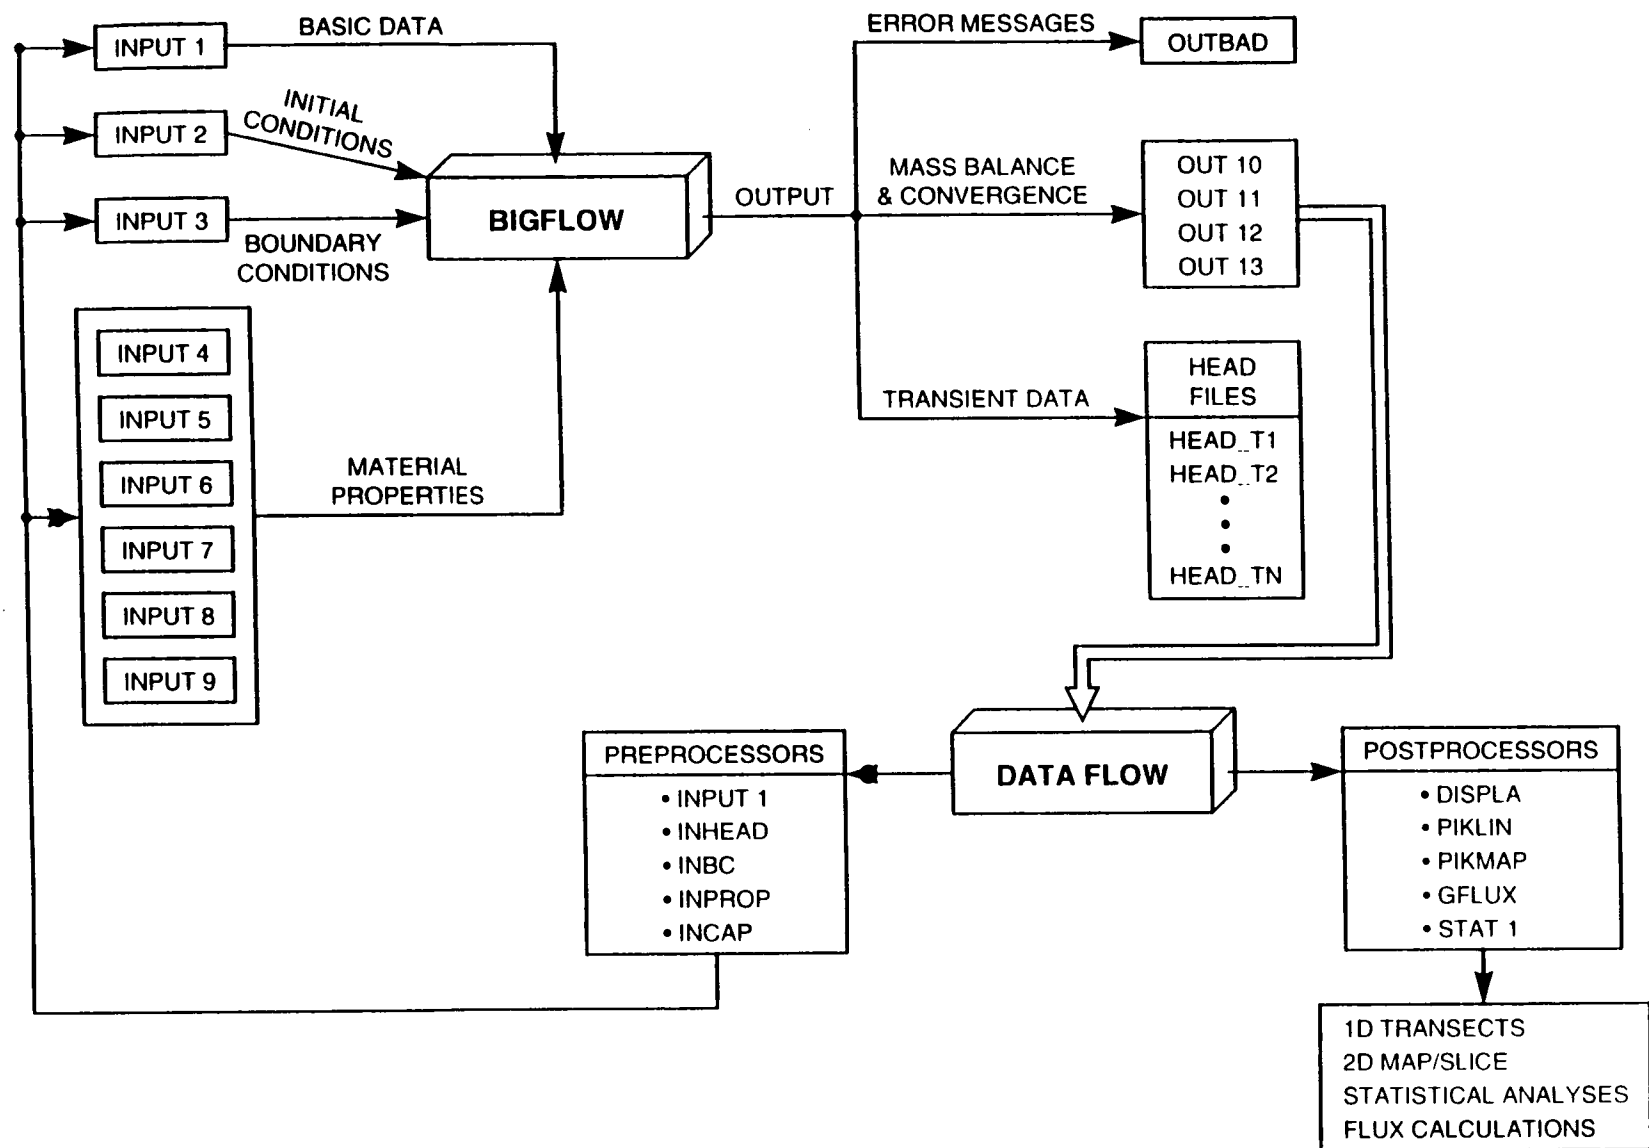 INPUT 1
BASIC DATA
INPUT 2
INITIAL
CONDITIONS
INPUT 3
BOUNDARY
CONDITIONS
INPUT 4
INPUT 5
INPUT 6
INPUT 7
INPUT 8
INPUT 9
MATERIAL
PROPERTIES
BIGFLOW
OUTPUT
ERROR MESSAGES
OUTBAD
MASS BALANCE
& CONVERGENCE
OUT 10
OUT 11
OUT 12
OUT 13
TRANSIENT DATA
HEAD
FILES
HEAD_T1
HEAD_T2
•
•
•
HEAD_TN
DATA FLOW
PREPROCESSORS
• INPUT 1
• INHEAD
• INBC
• INPROP
• INCAP
POSTPROCESSORS
• DISPLA
• PIKLIN
• PIKMAP
• GFLUX
• STAT 1
1D TRANSECTS
2D MAP/SLICE
STATISTICAL ANALYSES
FLUX CALCULATIONS